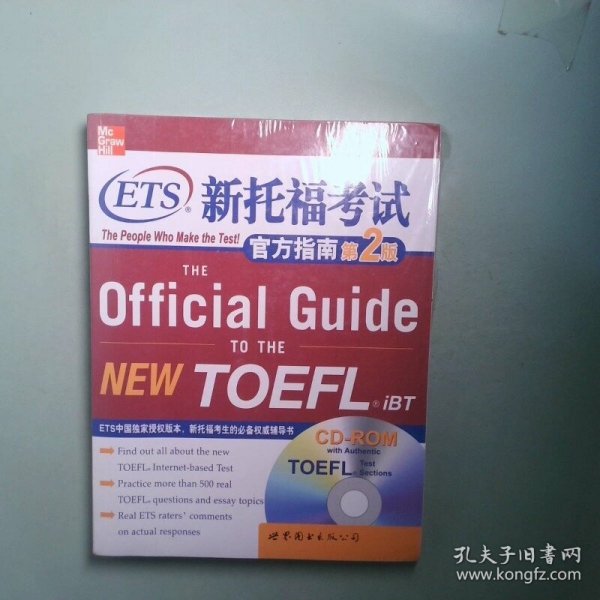 Mc
Graw
Hill
ETS®
新托福考试
The People Who Make the Test!
官方指南 第2版
THE
Official Guide
TO THE
NEW TOEFL® iBT
ETS中国独家授权版本，新托福考生的必备权威辅导书
CD-ROM
with Authentic
TOEFL® Test Sections
Find out all about the new
TOEFL® Internet-based Test
Practice more than 500 real
TOEFL® questions and essay topics
Real ETS raters' comments
on actual responses
世界图书出版公司
孔夫子旧书网
www.kongfz.com